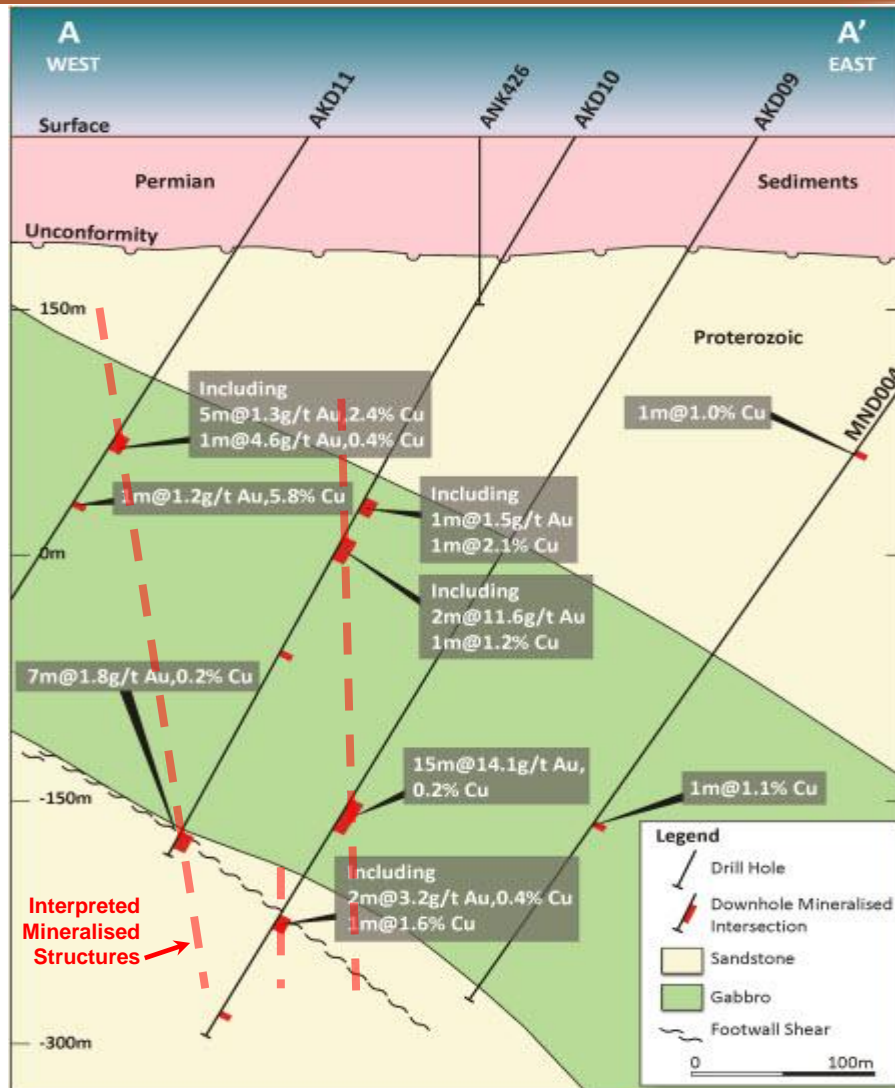 A
WEST
A'
EAST
AKD11
ANK426
AKD10
AKD09
Surface
Permian
Sediments
Unconformity
150m
Proterozoic
MND004
Including
5m@1.3g/t Au,2.4% Cu
1m@4.6g/t Au,0.4% Cu
1m@1.0% Cu
1m@1.2g/t Au,5.8% Cu
Including
1m@1.5g/t Au
1m@2.1% Cu
0m
Including
2m@11.6g/t Au
1m@1.2% Cu
7m@1.8g/t Au,0.2% Cu
15m@14.1g/t Au,
0.2% Cu
1m@1.1% Cu
-150m
Including
2m@3.2g/t Au,0.4% Cu
1m@1.6% Cu
Interpreted
Mineralised
Structures
-300m
Legend
Drill Hole
Downhole Mineralised
Intersection
Sandstone
Gabbro
Footwall Shear
0 100m